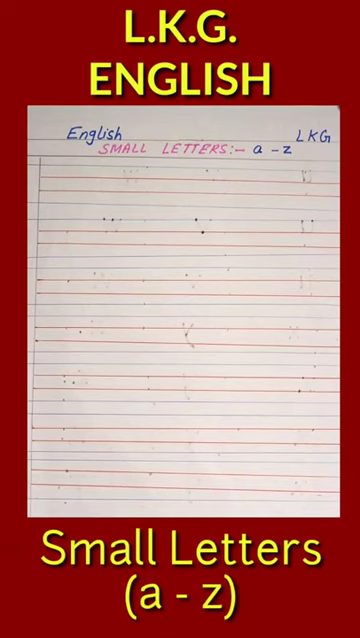 L.K.G.
ENGLISH
English LKG
SMALL LETTERS:- a - z
Small Letters
(a - z)